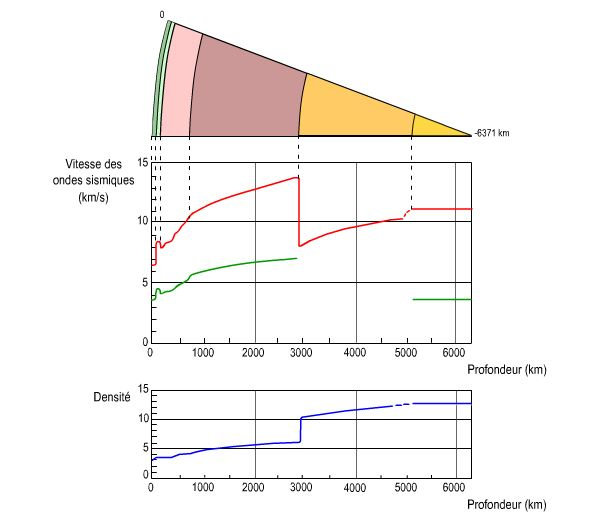 0
-6371 km
Vitesse des
ondes sismiques
(km/s)
15
10
5
0
0 1000 2000 3000 4000 5000 6000
Profondeur (km)
Densité
15
10
5
0
0 1000 2000 3000 4000 5000 6000
Profondeur (km)